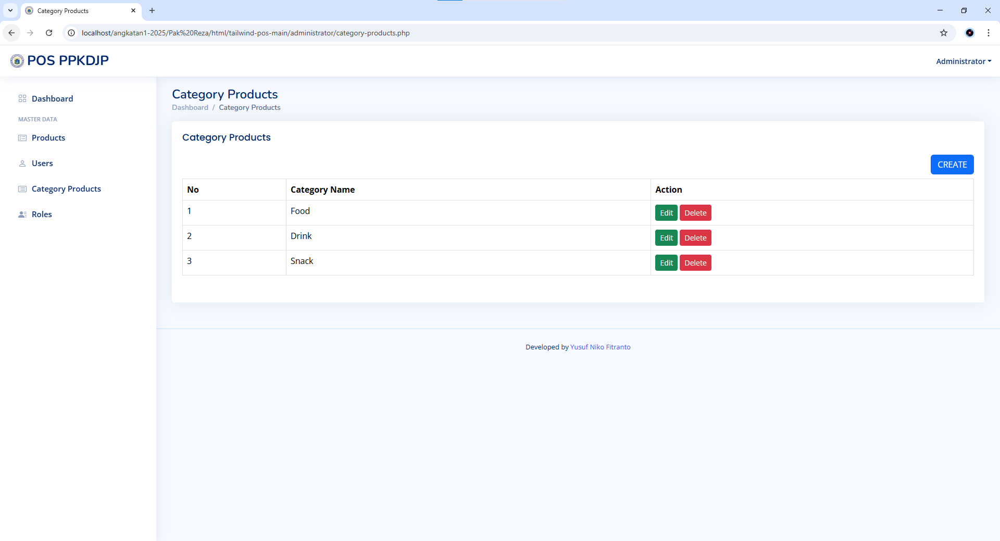 Category Products
localhost/angkatan1-2025/Pak%20Reza/html/tailwind-pos-main/administrator/category-products.php
POS PPKDJP
Administrator
Dashboard
MASTER DATA
Products
Users
Category Products
Roles
Category Products
Dashboard / Category Products
Category Products
CREATE
No Category Name Action
1 Food Edit Delete
2 Drink Edit Delete
3 Snack Edit Delete
Developed by Yusuf Niko Fitranto